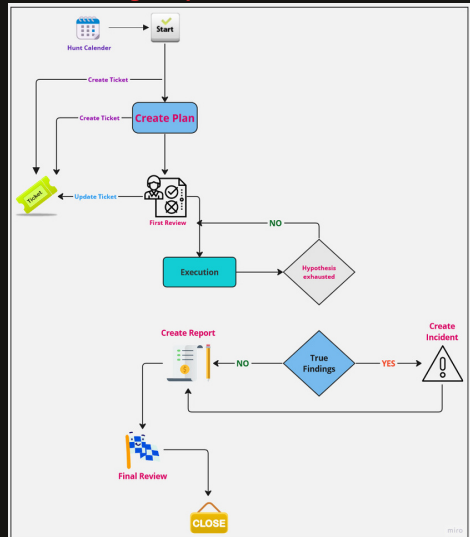 Hunt Calender
Start
Create Ticket
Create Ticket
Create Plan
Ticket
Update Ticket
First Review
NO
Execution
Hypothesis
exhausted
Create Report
Create
Incident
NO
True
Findings
YES
Final Review
CLOSE
miro